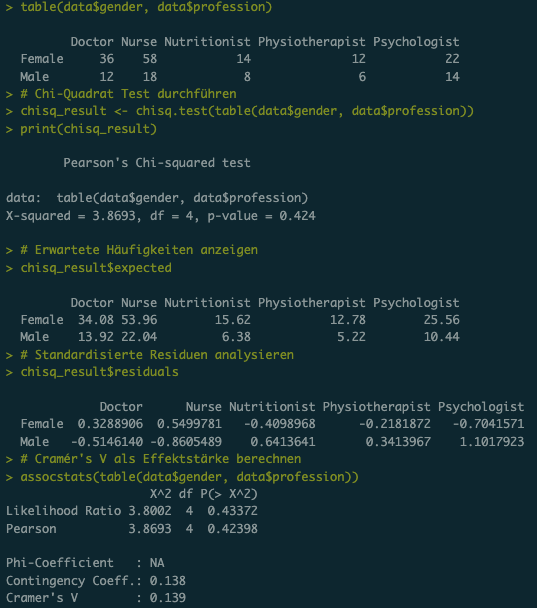 > table(data$gender, data$profession)
        Doctor Nurse Nutritionist Physiotherapist Psychologist
  Female     36    58           14              12           22
  Male       12    18            8               6           14
> # Chi-Quadrat Test durchführen
> chisq_result <- chisq.test(table(data$gender, data$profession))
> print(chisq_result)
        Pearson's Chi-squared test
data:  table(data$gender, data$profession)
X-squared = 3.8693, df = 4, p-value = 0.424
> # Erwartete Häufigkeiten anzeigen
> chisq_result$expected
        Doctor Nurse Nutritionist Physiotherapist Psychologist
  Female  34.08 53.96        15.62           12.78        25.56
  Male    13.92 22.04         6.38            5.22        10.44
> # Standardisierte Residuen analysieren
> chisq_result$residuals
             Doctor      Nurse Nutritionist Physiotherapist Psychologist
  Female  0.3288906  0.5499781   -0.4098968      -0.2181872   -0.7041571
  Male   -0.5146140 -0.8605489    0.6413641       0.3413967    1.1017923
> # Cramér's V als Effektstärke berechnen
> assocstats(table(data$gender, data$profession))
                    X^2 df P(> X^2)
Likelihood Ratio 3.8002  4  0.43372
Pearson          3.8693  4  0.42398
Phi-Coefficient   : NA
Contingency Coeff.: 0.138
Cramer's V        : 0.139